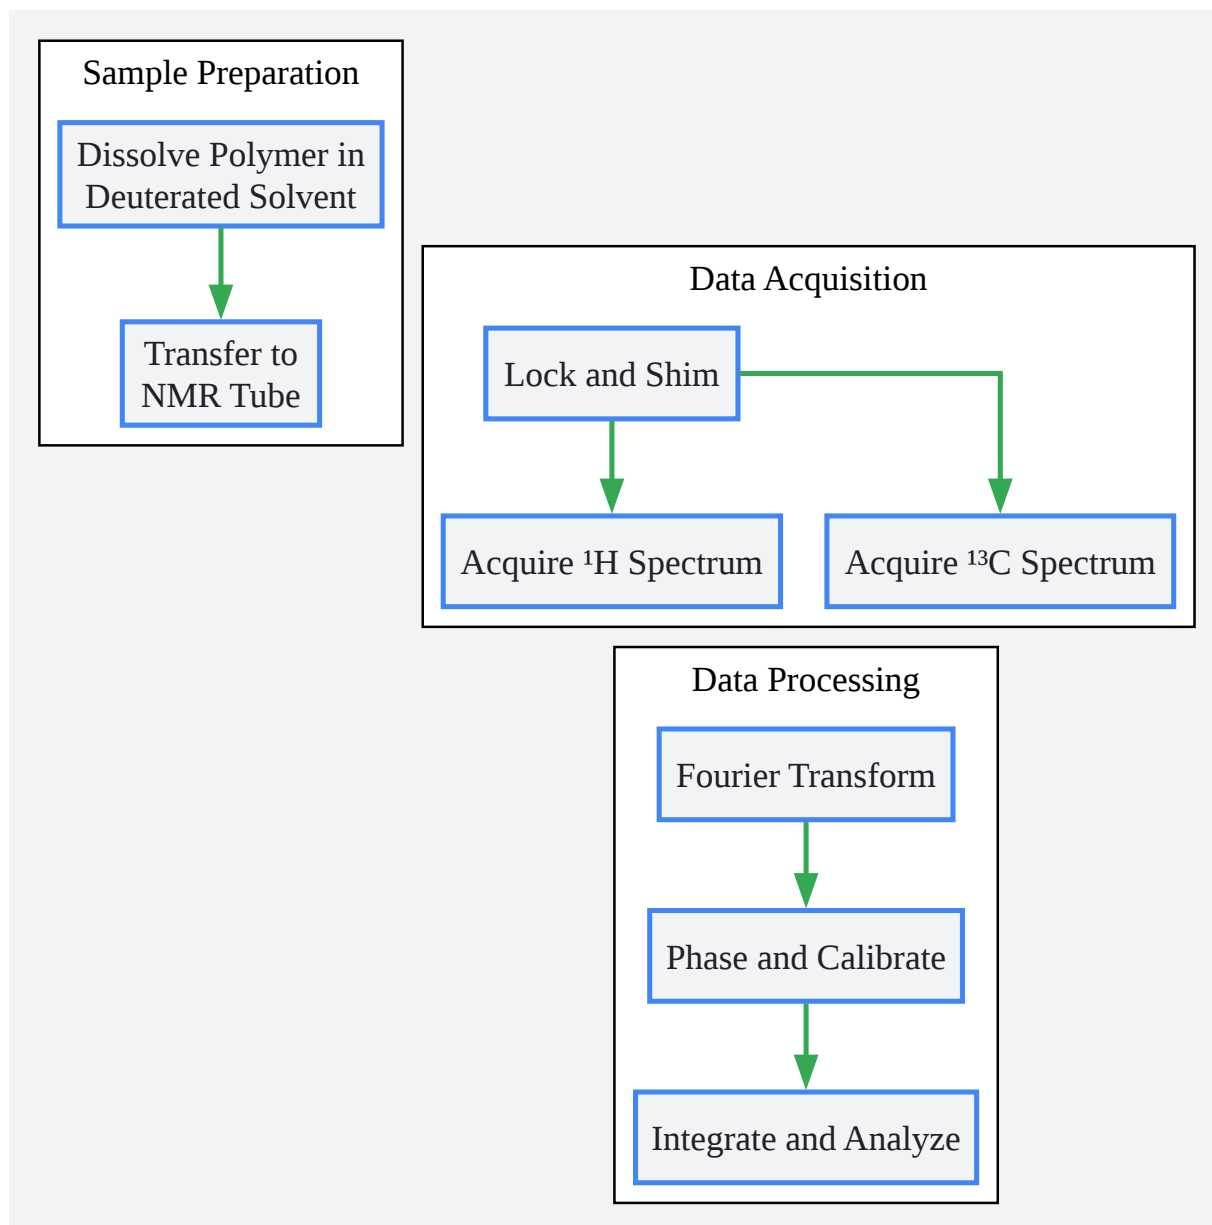 Sample Preparation
Dissolve Polymer in
Deuterated Solvent
Transfer to
NMR Tube
Data Acquisition
Lock and Shim
Acquire ¹H Spectrum
Acquire ¹³C Spectrum
Data Processing
Fourier Transform
Phase and Calibrate
Integrate and Analyze